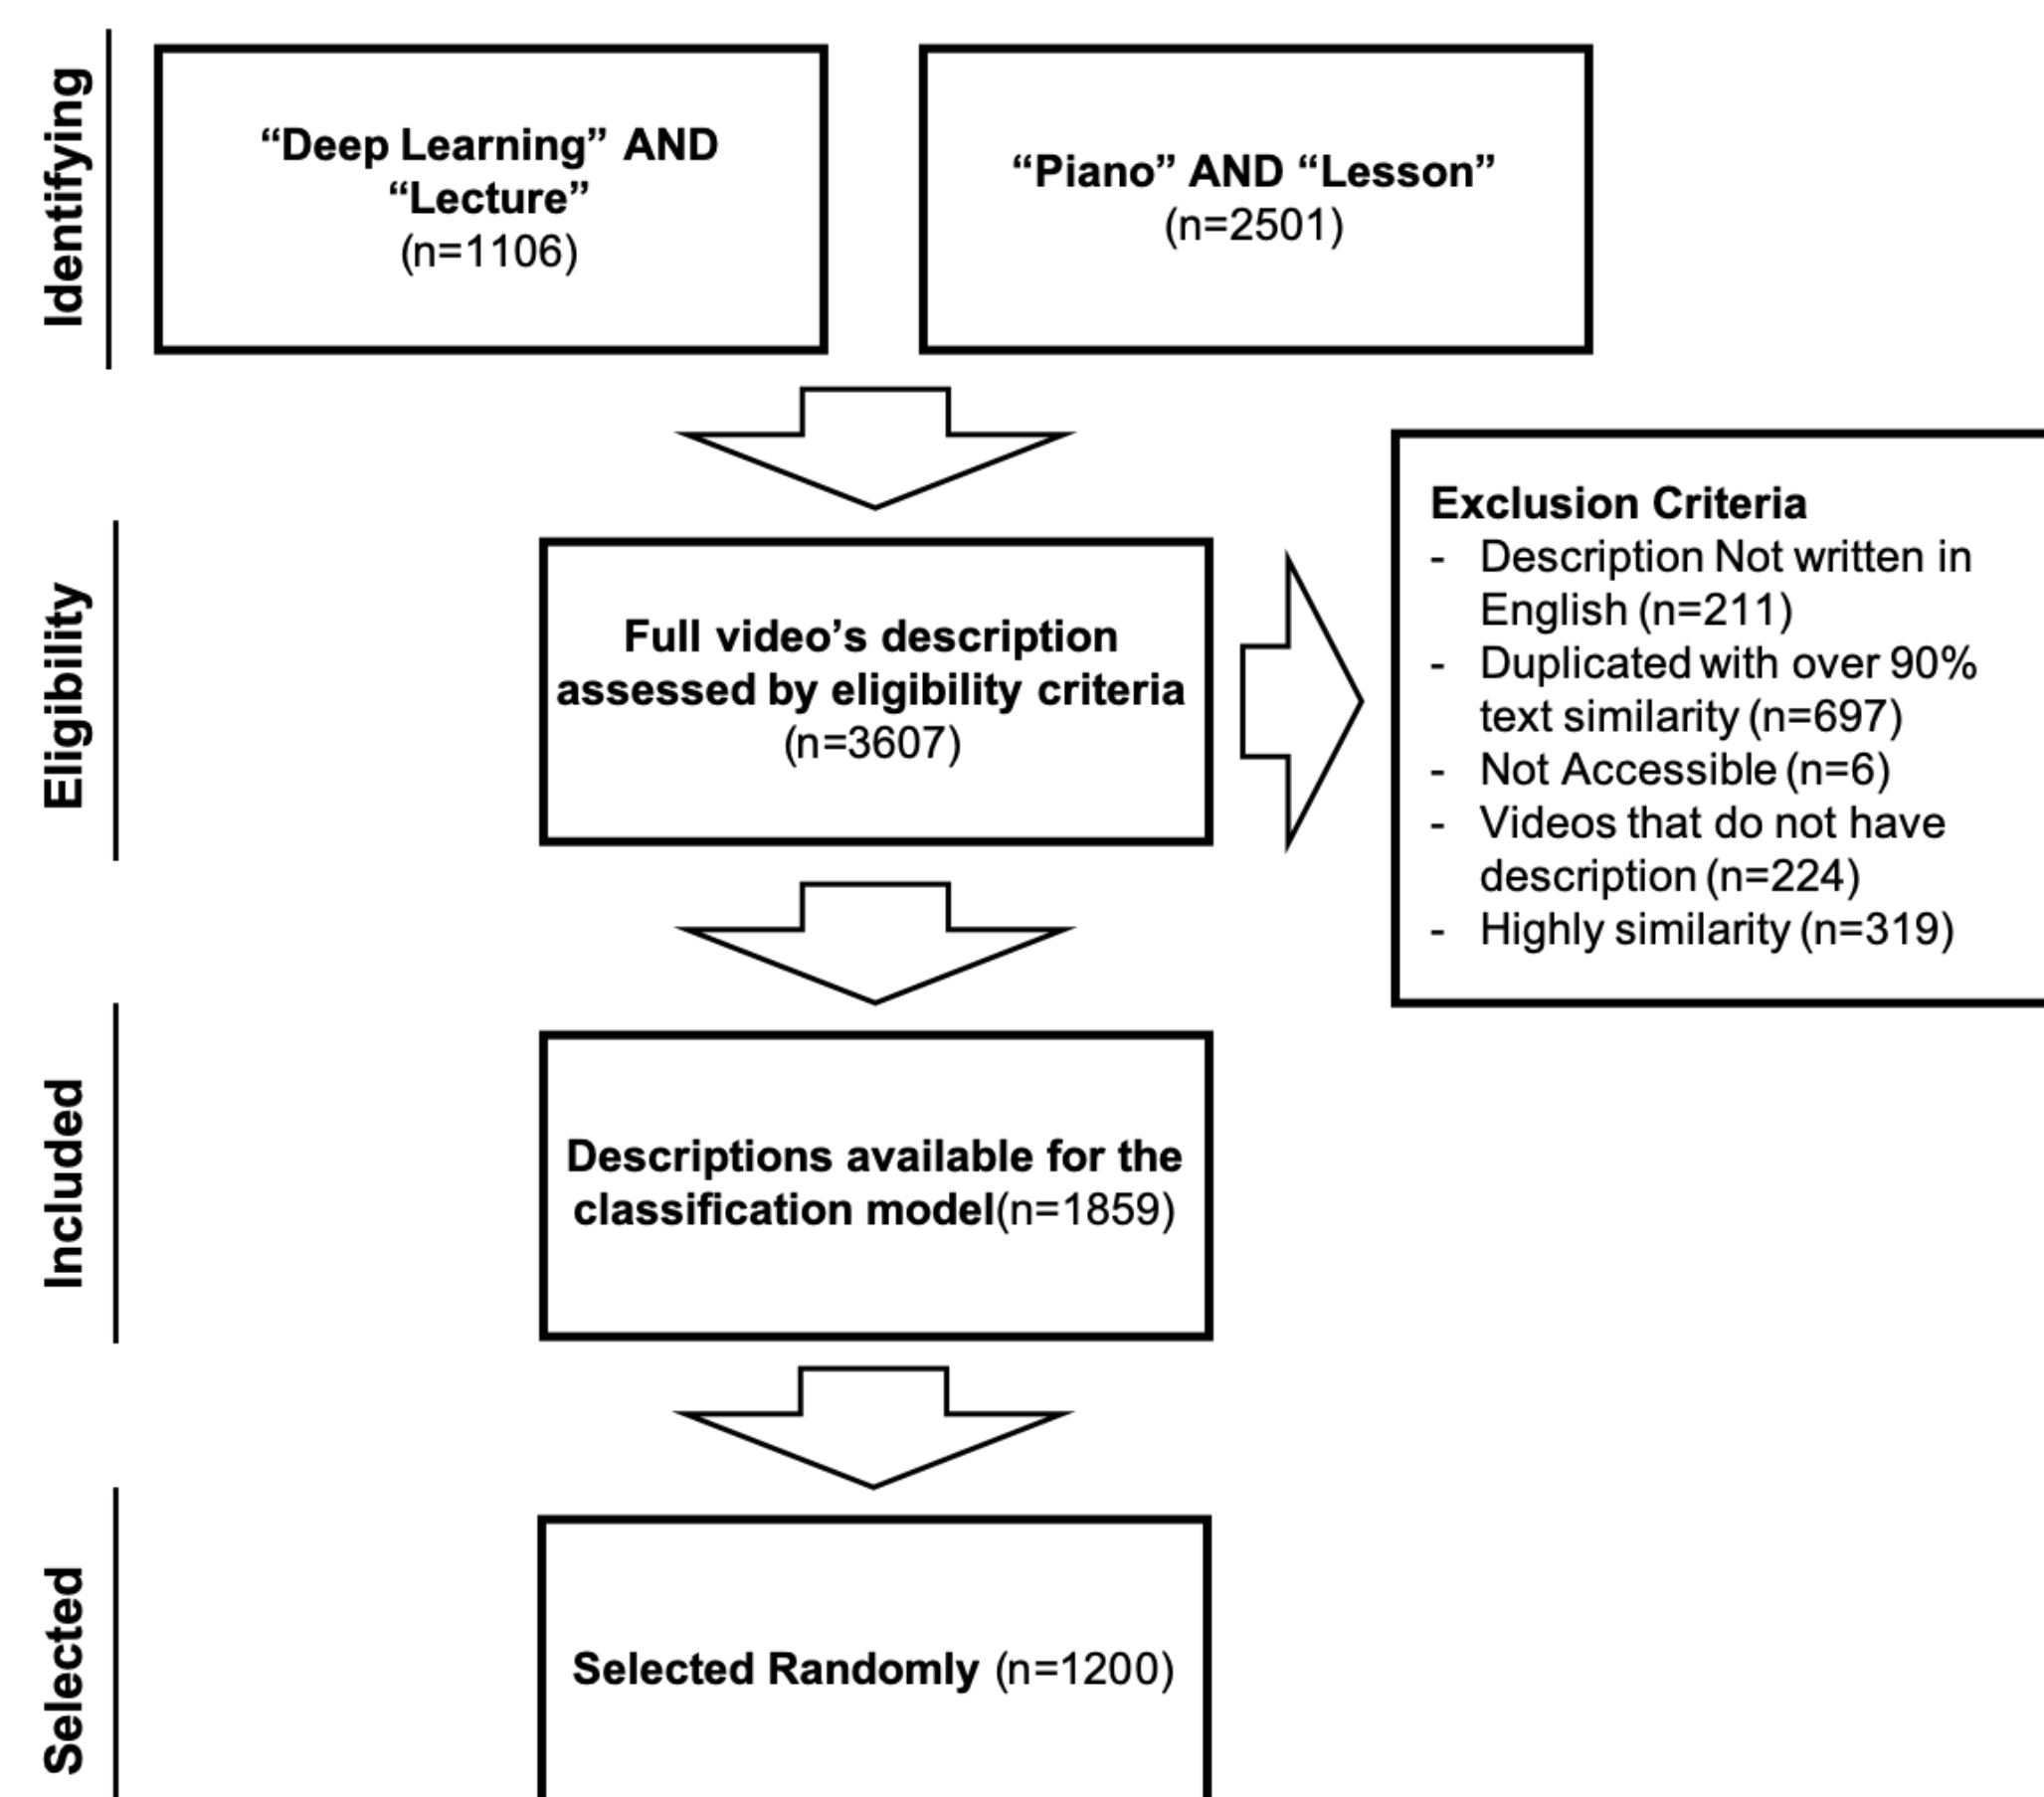 Identifying
“Deep Learning” AND
“Lecture”
(n=1106)
“Piano” AND “Lesson”
(n=2501)
Eligibility
Full video’s description
assessed by eligibility criteria
(n=3607)
Exclusion Criteria
- Description Not written in
English (n=211)
- Duplicated with over 90%
text similarity (n=697)
- Not Accessible (n=6)
- Videos that do not have
description (n=224)
- Highly similarity (n=319)
Included
Descriptions available for the
classification model(n=1859)
Selected
Selected Randomly (n=1200)